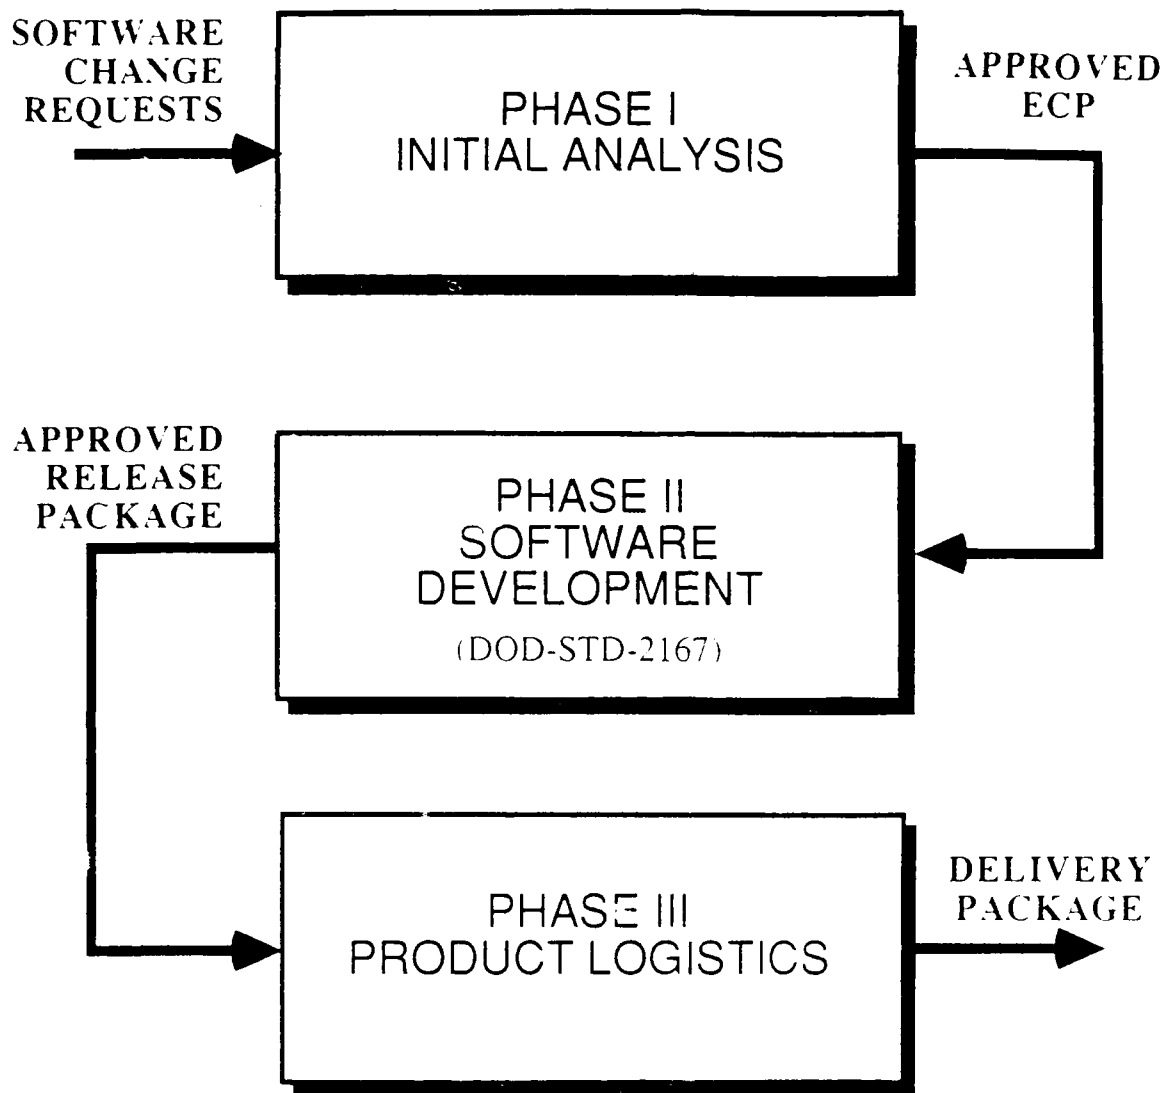 SOFTWARE
CHANGE
REQUESTS
PHASE I
INITIAL ANALYSIS
APPROVED
ECP
APPROVED
RELEASE
PACKAGE
PHASE II
SOFTWARE
DEVELOPMENT
(DOD-STD-2167)
PHASE III
PRODUCT LOGISTICS
DELIVERY
PACKAGE